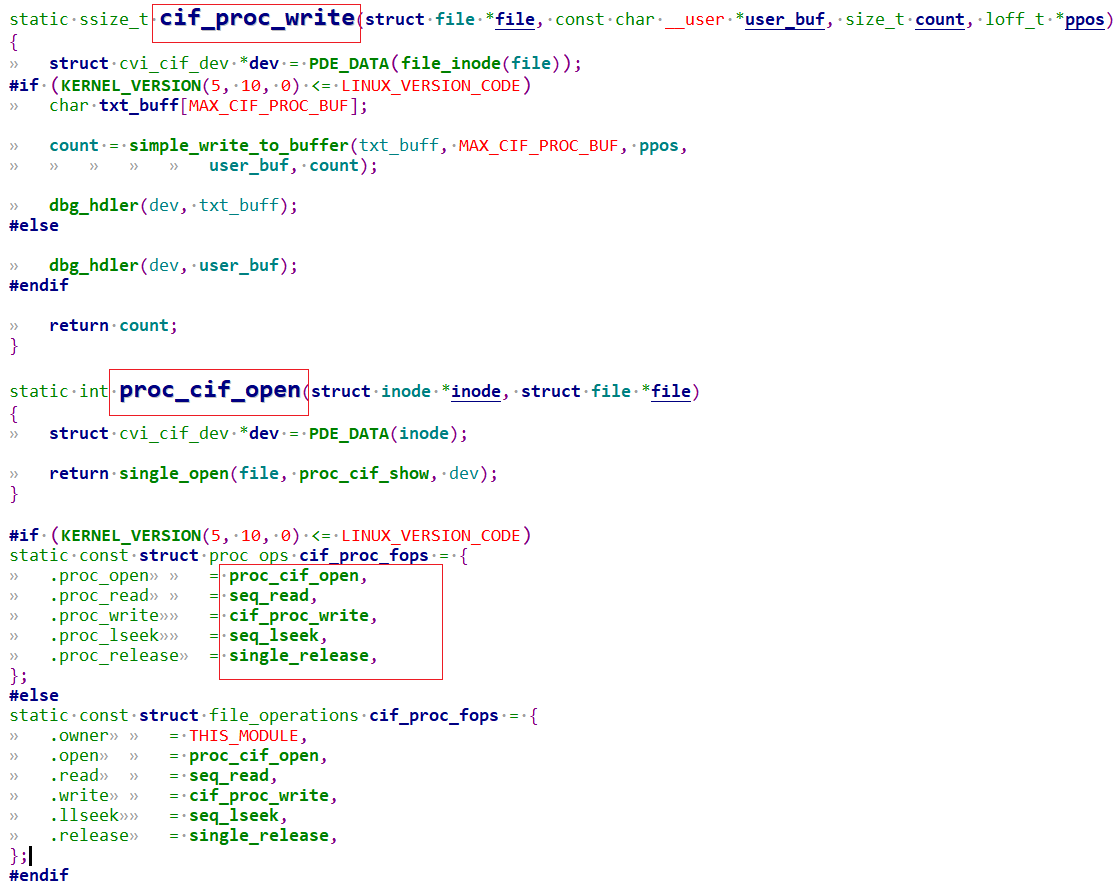 static ssize_t cif_proc_write(struct file *file, const char __user *user_buf, size_t count, loff_t *ppos)
{
» struct cvi_cif_dev *dev = PDE_DATA(file_inode(file));
#if (KERNEL_VERSION(5, 10, 0) <= LINUX_VERSION_CODE)
» char txt_buff[MAX_CIF_PROC_BUF];
» count = simple_write_to_buffer(txt_buff, MAX_CIF_PROC_BUF, ppos,
» » » » » user_buf, count);
» dbg_hdler(dev, txt_buff);
#else
» dbg_hdler(dev, user_buf);
#endif
» return count;
}
static int proc_cif_open(struct inode *inode, struct file *file)
{
» struct cvi_cif_dev *dev = PDE_DATA(inode);
» return single_open(file, proc_cif_show, dev);
}
#if (KERNEL_VERSION(5, 10, 0) <= LINUX_VERSION_CODE)
static const struct proc_ops cif_proc_fops = {
» .proc_open» » = proc_cif_open,
» .proc_read» » = seq_read,
» .proc_write»» = cif_proc_write,
» .proc_lseek»» = seq_lseek,
» .proc_release» = single_release,
};
#else
static const struct file_operations cif_proc_fops = {
» .owner» » = THIS_MODULE,
» .open» » = proc_cif_open,
» .read» » = seq_read,
» .write» » = cif_proc_write,
» .llseek»» = seq_lseek,
» .release» = single_release,
};
#endif